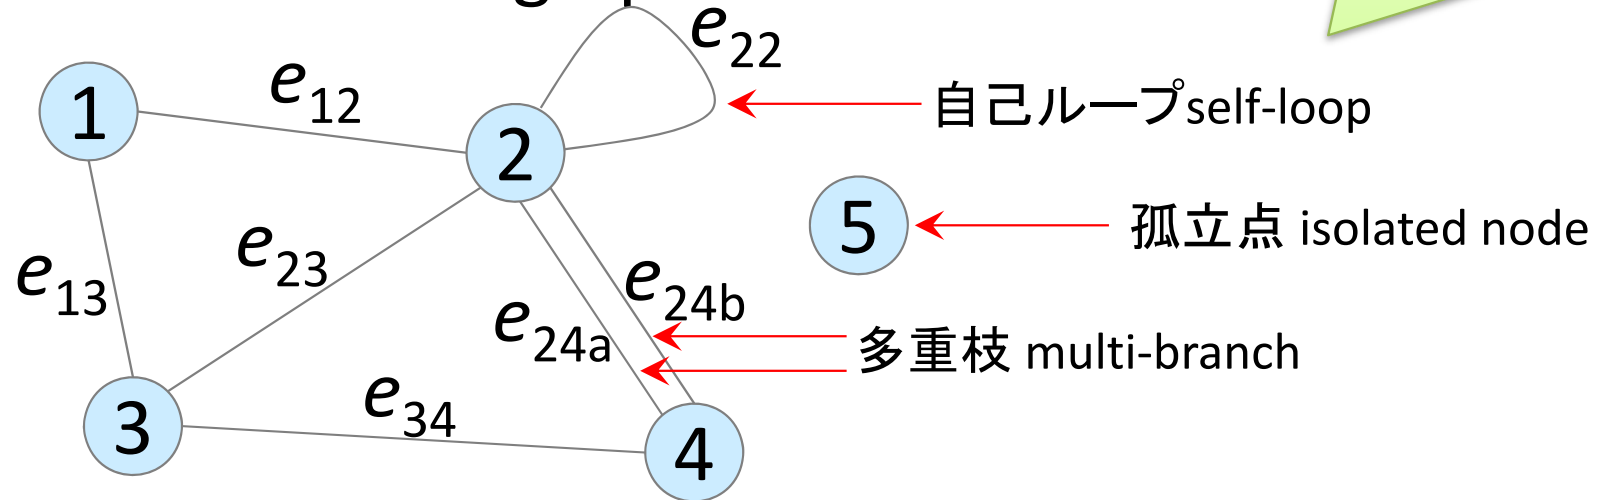 e22
e12
1
自己ループself-loop
2
5
孤立点 isolated node
e23
e13
e24b
e24a
多重枝 multi-branch
e34
3
4